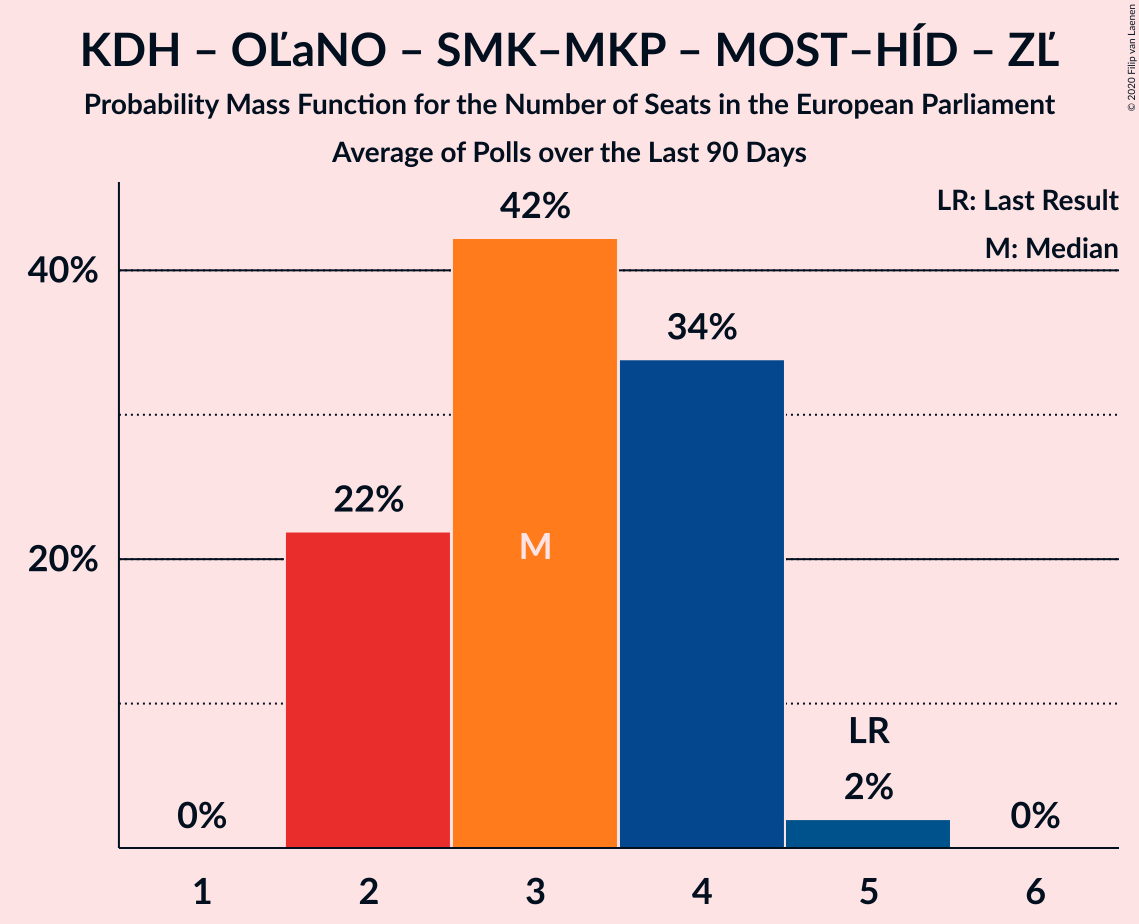 KDH – OĽaNO – SMK–MKP – MOST–HÍD – ZĽ
Probability Mass Function for the Number of Seats in the European Parliament
Average of Polls over the Last 90 Days
© 2020 Filip van Laenen
LR: Last Result
M: Median
42%
40%
34%
22%
M
20%
LR
2%
0%
0%
1 2 3 4 5 6